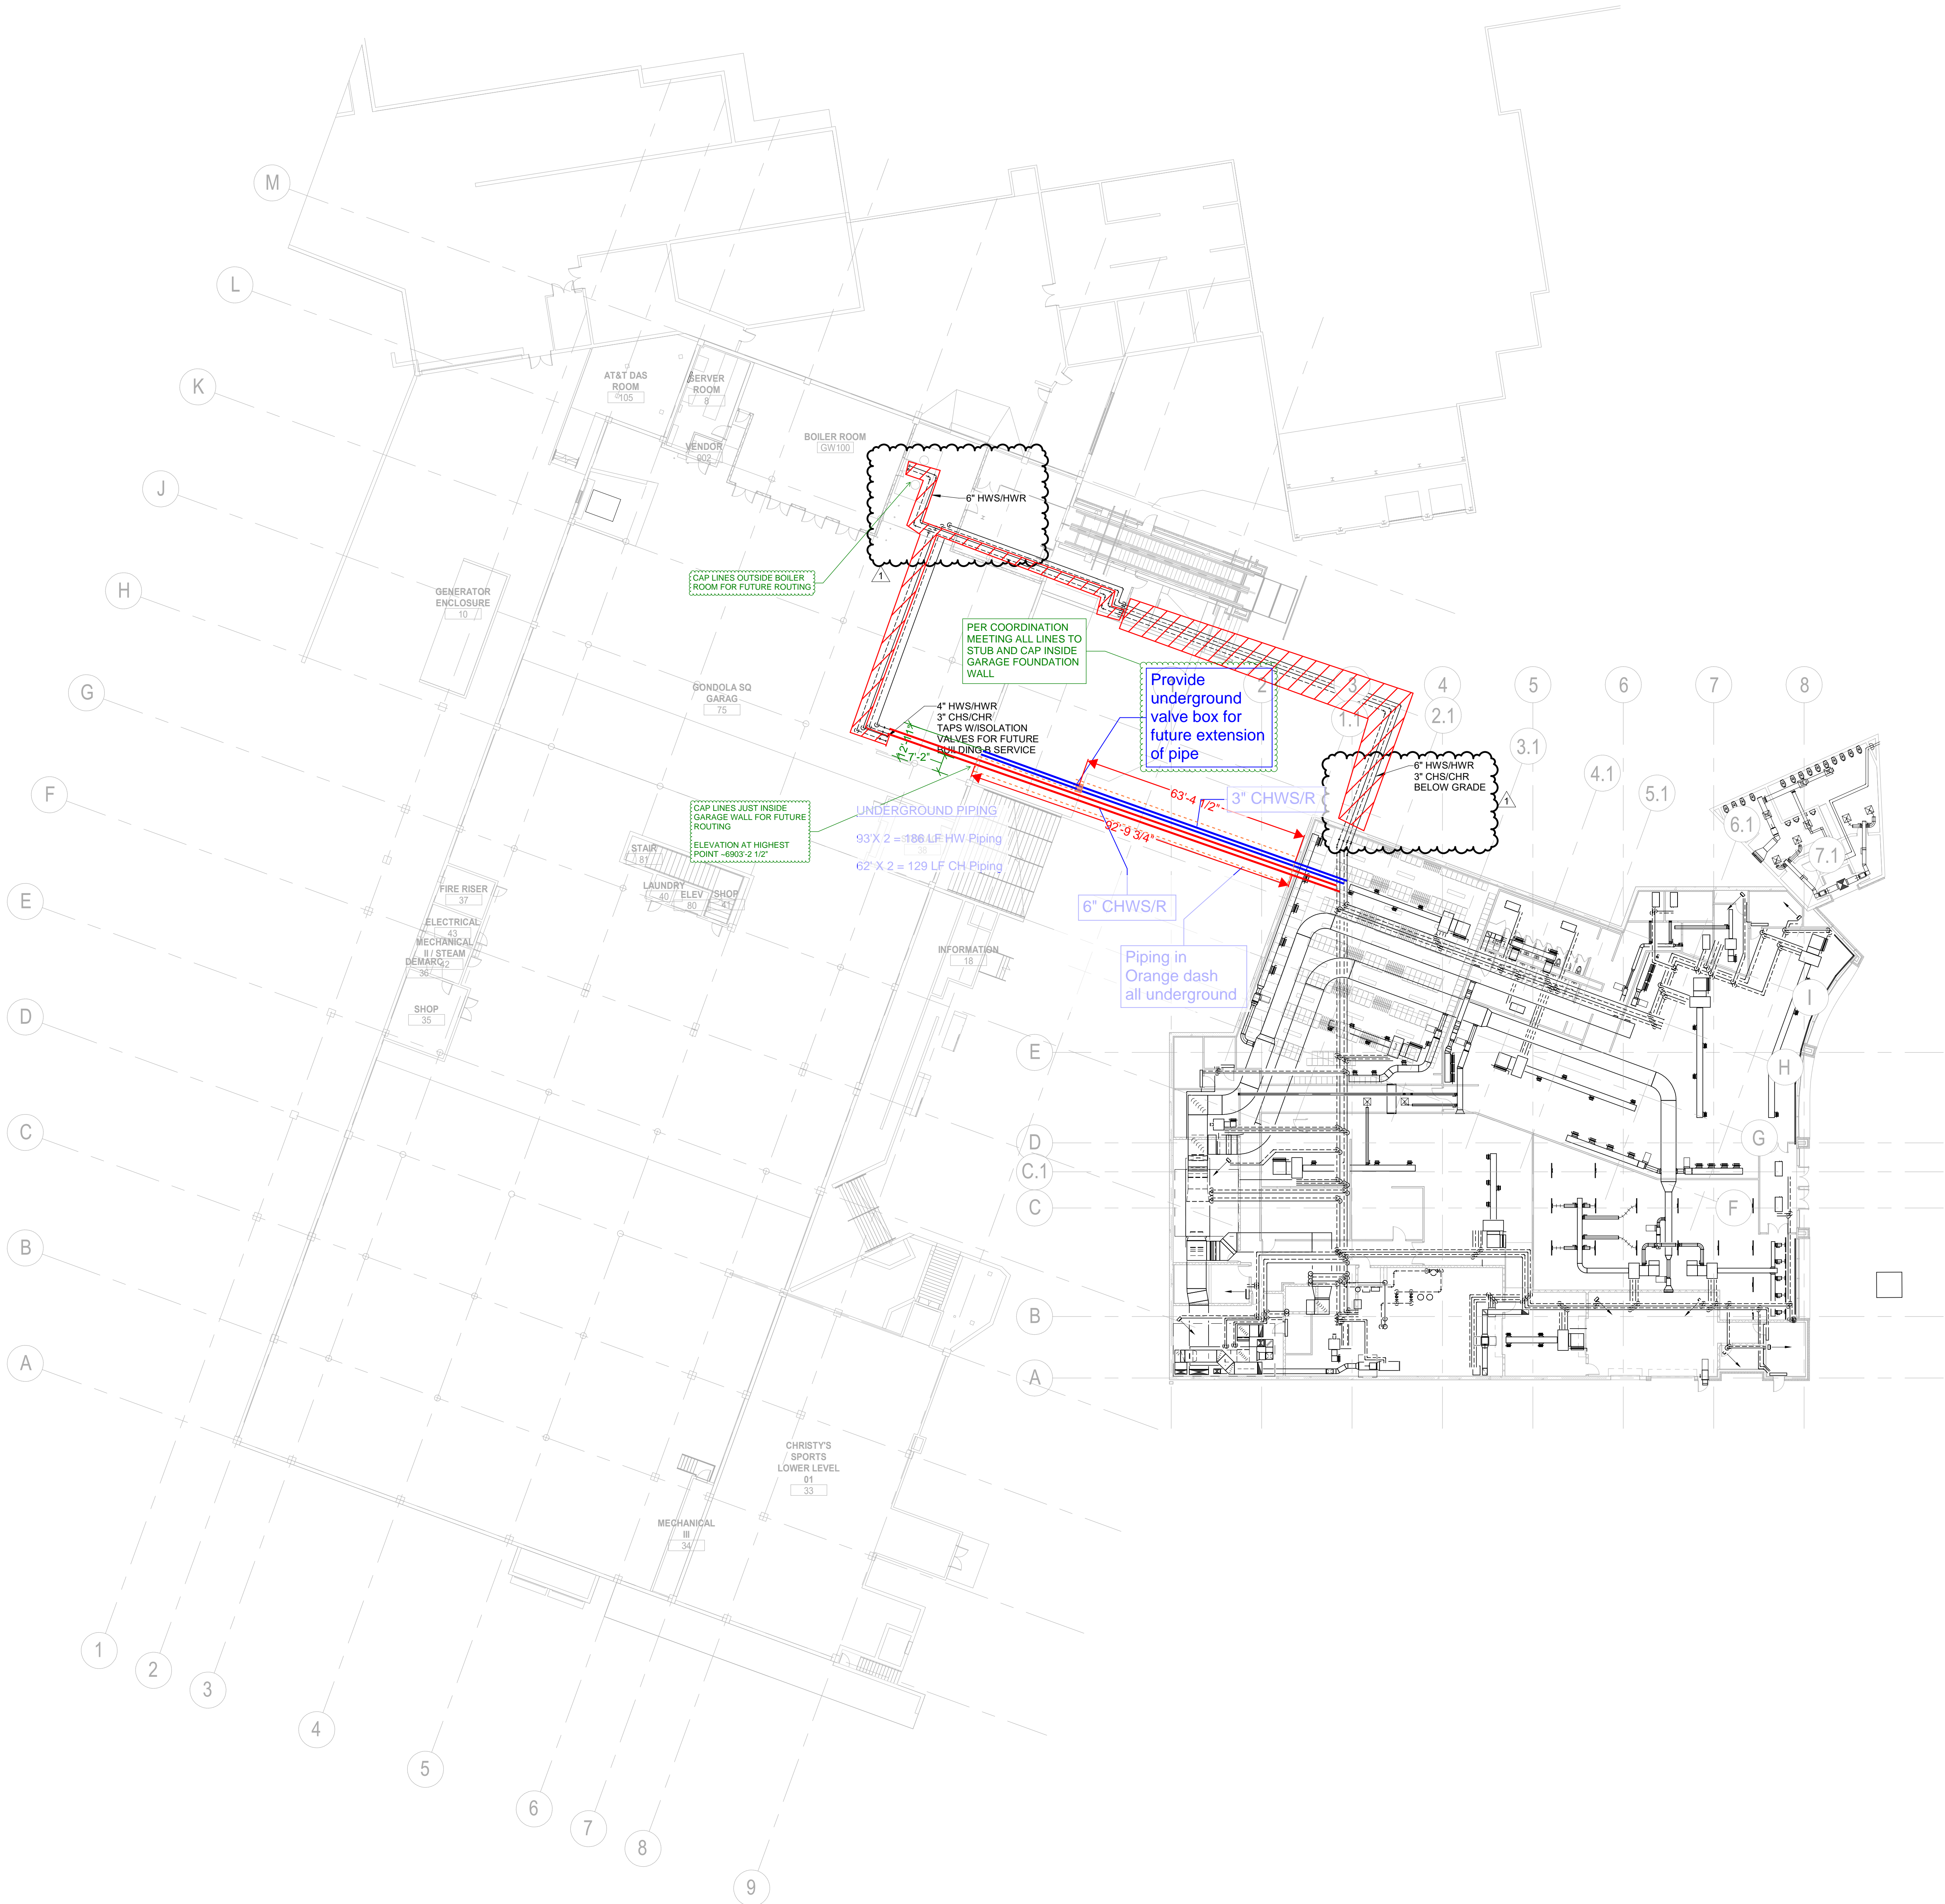 M
L
K
J
H
G
F
E
D
C
B
A
AT&T DAS
ROOM
105
SERVER
ROOM
8
VENDOR
002
BOILER ROOM
GW100
6" HWS/HWR
1
CAP LINES OUTSIDE BOILER
ROOM FOR FUTURE ROUTING
GENERATOR
ENCLOSURE
10
PER COORDINATION
MEETING ALL LINES TO
STUB AND CAP INSIDE
GARAGE FOUNDATION
WALL
GONDOLA SQ
GARAG
75
Provide
underground
valve box for
future extension
of pipe
4" HWS/HWR
3" CHS/CHR
TAPS W/ISOLATION
VALVES FOR FUTURE
BUILDING B SERVICE
7'-2"
2
3
4
5
6
7
8
1.1
2.1
3.1
4.1
5.1
6.1
7.1
6" HWS/HWR
3" CHS/CHR
BELOW GRADE
1
63'-4 1/2"
92'-9 3/4"
3" CHWS/R
CAP LINES JUST INSIDE
GARAGE WALL FOR FUTURE
ROUTING
ELEVATION AT HIGHEST
POINT ~6903'-2 1/2"
UNDERGROUND PIPING
93'X 2 = 186 LF HW Piping
62' X 2 = 129 LF CH Piping
6" CHWS/R
Piping in
Orange dash
all underground
STAIR
81
LAUNDRY
40
ELEV
80
SHOP
41
FIRE RISER
37
ELECTRICAL
43
MECHANICAL
II / STEAM
42
DEMARC
36
SHOP
35
INFORMATION
18
I
H
G
F
E
D
C.1
C
B
A
CHRISTY'S
SPORTS
LOWER LEVEL
01
33
MECHANICAL
III
34
1
2
3
4
5
6
7
8
9